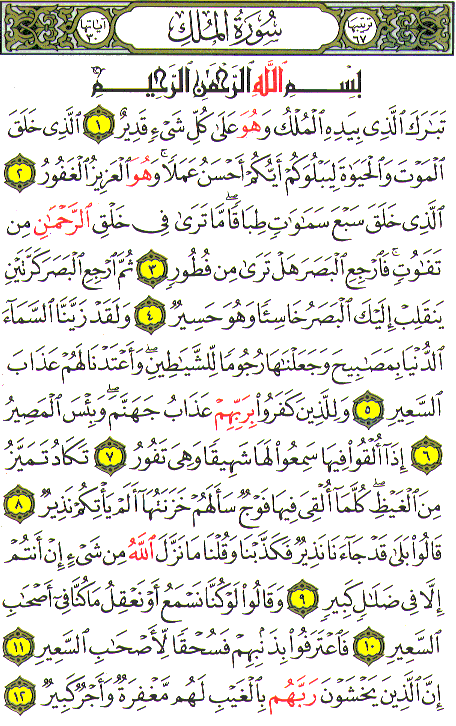 ترتيبها ٦٧ سُورَةُ المُلْكِ آياتها ٣٠
بِسْمِ ٱللَّهِ ٱلرَّحْمَٰنِ ٱلرَّحِيمِ
تَبَٰرَكَ ٱلَّذِى بِيَدِهِ ٱلْمُلْكُ وَهُوَ عَلَىٰ كُلِّ شَىْءٍ قَدِيرٌ ١ ٱلَّذِى خَلَقَ
ٱلْمَوْتَ وَٱلْحَيَوٰةَ لِيَبْلُوَكُمْ أَيُّكُمْ أَحْسَنُ عَمَلًا ۚ وَهُوَ ٱلْعَزِيزُ ٱلْغَفُورُ ٢
ٱلَّذِى خَلَقَ سَبْعَ سَمَٰوَٰتٍ طِبَاقًا ۖ مَّا تَرَىٰ فِى خَلْقِ ٱلرَّحْمَٰنِ مِن
تَفَٰوُتٍ ۖ فَٱرْجِعِ ٱلْبَصَرَ هَلْ تَرَىٰ مِن فُطُورٍ ٣ ثُمَّ ٱرْجِعِ ٱلْبَصَرَ كَرَّتَيْنِ
يَنقَلِبْ إِلَيْكَ ٱلْبَصَرُ خَاسِئًا وَهُوَ حَسِيرٌ ٤ وَلَقَدْ زَيَّنَّا ٱلسَّمَآءَ
ٱلدُّنْيَا بِمَصَٰبِيحَ وَجَعَلْنَٰهَا رُجُومًا لِّلشَّيَٰطِينِ ۖ وَأَعْتَدْنَا لَهُمْ عَذَابَ
ٱلسَّعِيرِ ٥ وَلِلَّذِينَ كَفَرُوا۟ بِرَبِّهِمْ عَذَابُ جَهَنَّمَ ۖ وَبِئْسَ ٱلْمَصِيرُ
٦ إِذَآ أُلْقُوا۟ فِيهَا سَمِعُوا۟ لَهَا شَهِيقًا وَهِىَ تَفُورُ ٧ تَكَادُ تَمَيَّزُ
مِنَ ٱلْغَيْظِ ۖ كُلَّمَآ أُلْقِىَ فِيهَا فَوْجٌ سَأَلَهُمْ خَزَنَتُهَآ أَلَمْ يَأْتِكُمْ نَذِيرٌ ٨
قَالُوا۟ بَلَىٰ قَدْ جَآءَنَا نَذِيرٌ فَكَذَّبْنَا وَقُلْنَا مَا نَزَّلَ ٱللَّهُ مِن شَىْءٍ إِنْ أَنتُمْ
إِلَّا فِى ضَلَٰلٍ كَبِيرٍ ٩ وَقَالُوا۟ لَوْ كُنَّا نَسْمَعُ أَوْ نَعْقِلُ مَا كُنَّا فِىٓ أَصْحَٰبِ
ٱلسَّعِيرِ ١٠ فَٱعْتَرَفُوا۟ بِذَنۢبِهِمْ فَسُحْقًا لِّأَصْحَٰبِ ٱلسَّعِيرِ ١١
إِنَّ ٱلَّذِينَ يَخْشَوْنَ رَبَّهُم بِٱلْغَيْبِ لَهُم مَّغْفِرَةٌ وَأَجْرٌ كَبِيرٌ ١٢